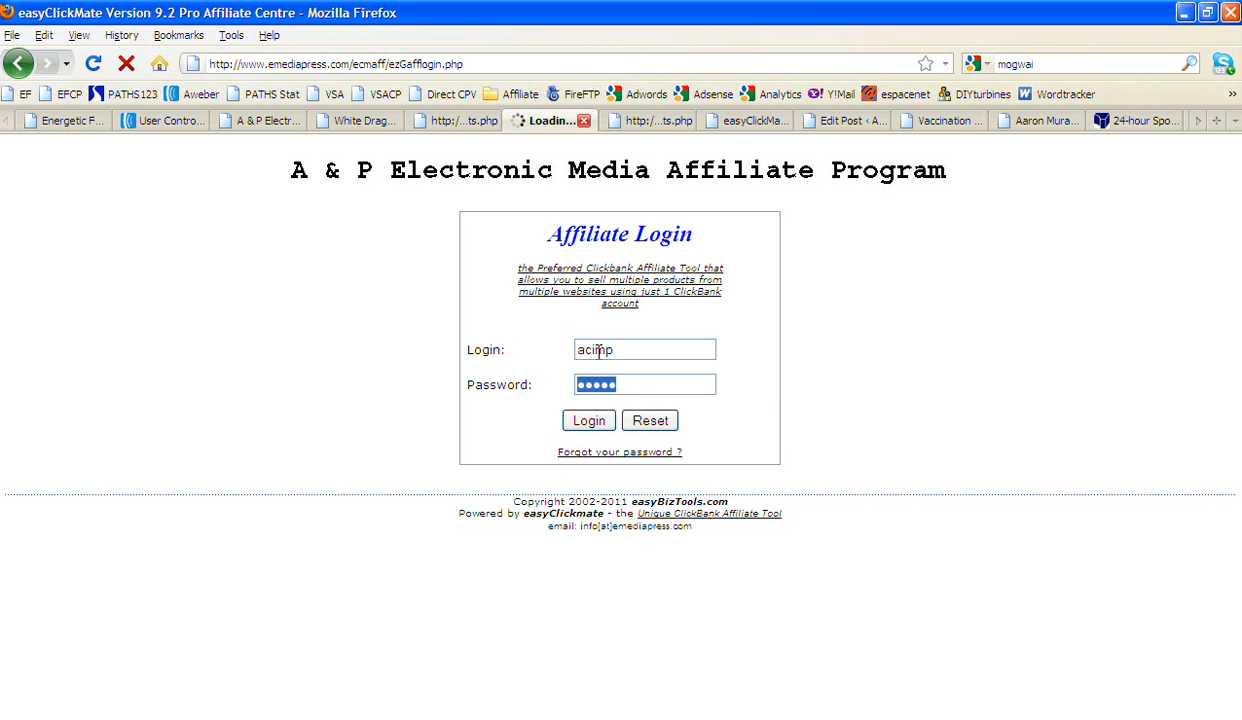 easyClickMate Version 9.2 Pro Affiliate Centre - Mozilla Firefox
File Edit View History Bookmarks Tools Help
http://www.emediapress.com/ecmaff/ezGafflogin.php mogwai
EF EFCP PATHS123 Aweber PATHS Stat VSA VSACP Direct CPV Affiliate FireFTP Adwords Adsense Analytics Y!Mail espacenet DIYturbines Wordtracker »
Energetic F... User Contro... A & P Electr... White Drag... http:/...ts.php Loadin... http:/...ts.php easyClickMa... Edit Post ‹ A... Vaccination ... Aaron Mura... 24-hour Spo...
A & P Electronic Media Affiliate Program
Affiliate Login
the Preferred Clickbank Affiliate Tool that
allows you to sell multiple products from
multiple websites using just 1 ClickBank
account
Login: acimp
Password: •••••
Login Reset
Forgot your password ?
Copyright 2002-2011 easyBizTools.com
Powered by easyClickmate - the Unique ClickBank Affiliate Tool
email: info[at]emediapress.com